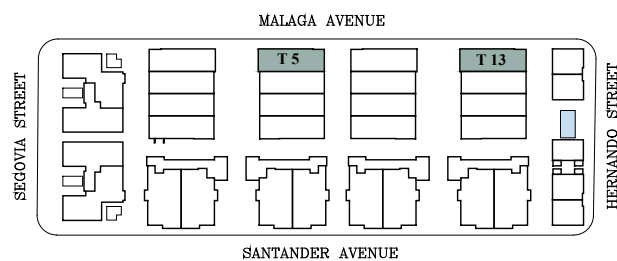 MALAGA AVENUE
T 5
T 13
SEGOVIA STREET
HERNANDO STREET
SANTANDER AVENUE